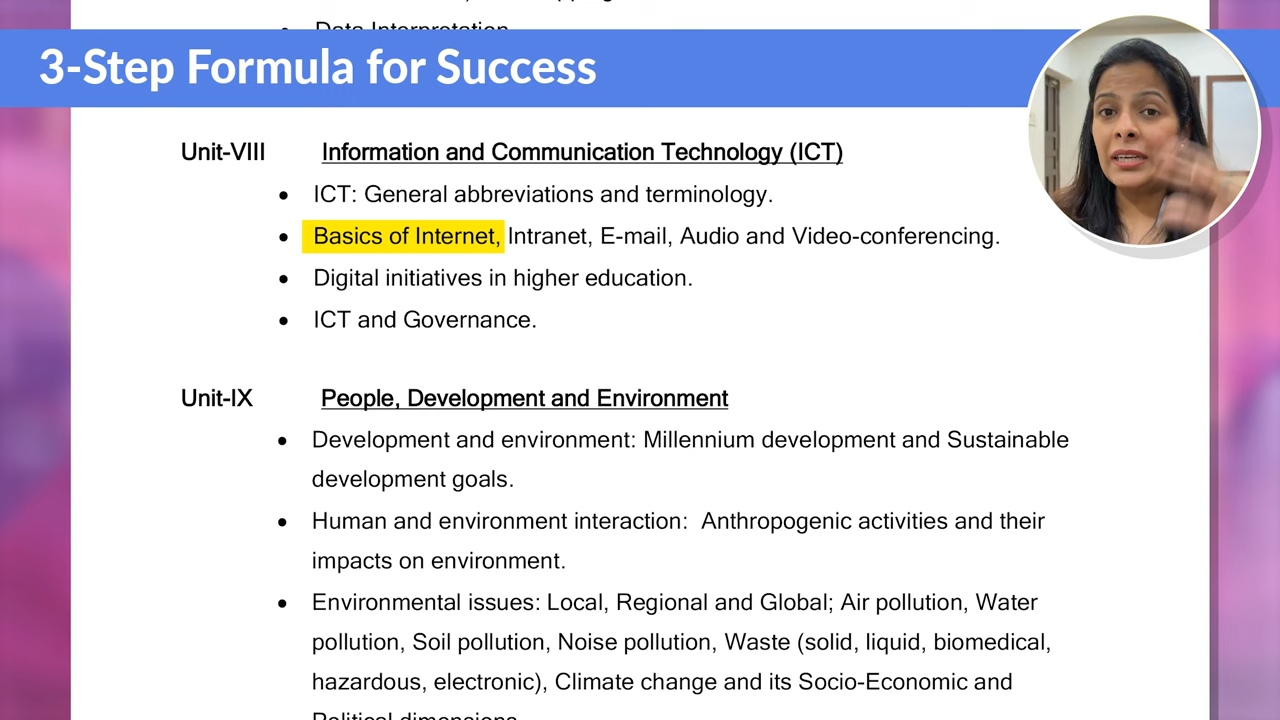 Data Interpretation
3-Step Formula for Success
Unit-VIII Information and Communication Technology (ICT)
• ICT: General abbreviations and terminology.
• Basics of Internet, Intranet, E-mail, Audio and Video-conferencing.
• Digital initiatives in higher education.
• ICT and Governance.
Unit-IX People, Development and Environment
• Development and environment: Millennium development and Sustainable
development goals.
• Human and environment interaction: Anthropogenic activities and their
impacts on environment.
• Environmental issues: Local, Regional and Global; Air pollution, Water
pollution, Soil pollution, Noise pollution, Waste (solid, liquid, biomedical,
hazardous, electronic), Climate change and its Socio-Economic and
Political dimensions